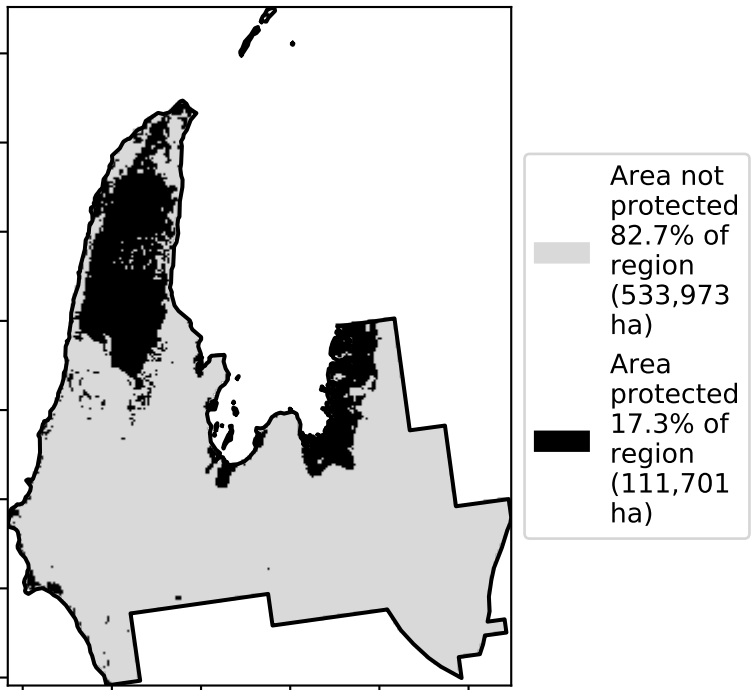 Area not
protected
82.7% of
region
(533,973
ha)
Area
protected
17.3% of
region
(111,701
ha)